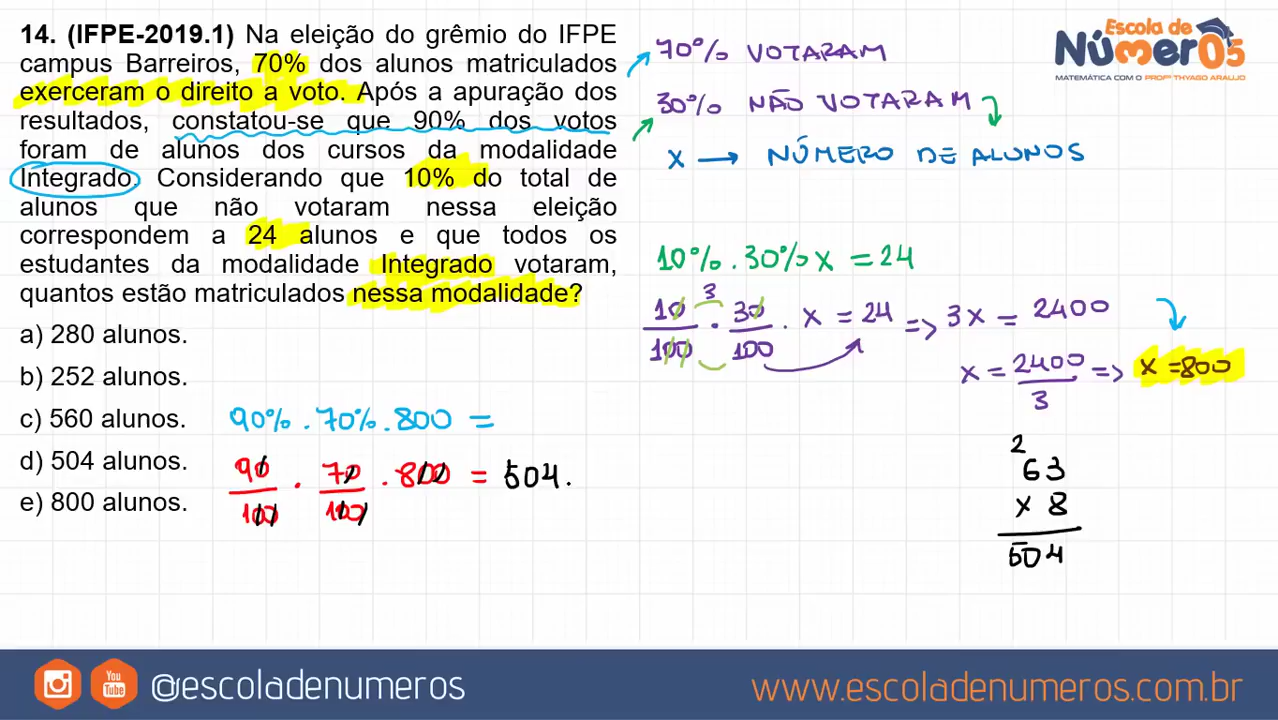 14. (IFPE-2019.1) Na eleição do grêmio do IFPE
campus Barreiros, 70% dos alunos matriculados
exerceram o direito a voto. Após a apuração dos
resultados, constatou-se que 90% dos votos
foram de alunos dos cursos da modalidade
Integrado. Considerando que 10% do total de
alunos que não votaram nessa eleição
correspondem a 24 alunos e que todos os
estudantes da modalidade Integrado votaram,
quantos estão matriculados nessa modalidade?
a) 280 alunos.
b) 252 alunos.
c) 560 alunos.
d) 504 alunos.
e) 800 alunos.
90% . 70% . 800 =
90/100 . 70/100 . 800 = 504.
70% VOTARAM
30% NÃO VOTARAM
x → NÚMERO DE ALUNOS
10% . 30% x = 24
3
10/100 . 30/100 . x = 24 => 3x = 2400
x = 2400/3 => x = 800
2
63
x 8
504
Escola de
NúmerOs
MATEMÁTICA COM O PROFº THYAGO ARAUJO
You
Tube
@escoladenumeros
www.escoladenumeros.com.br